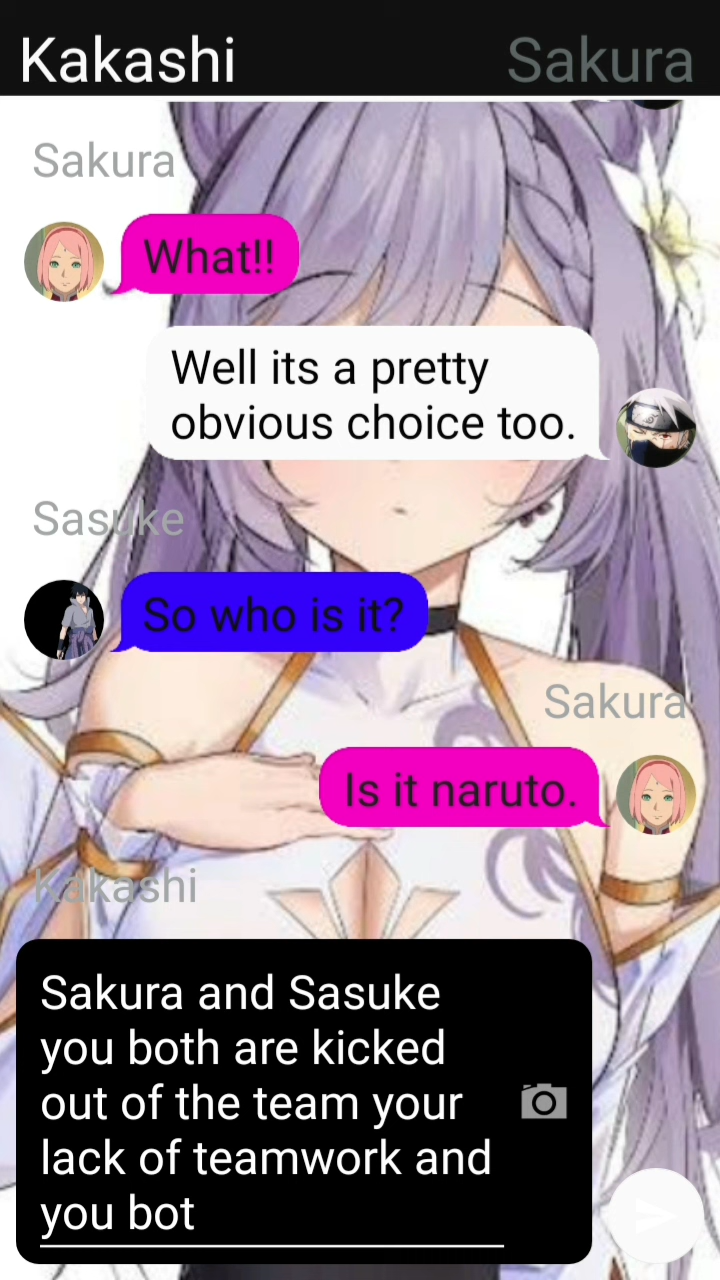 Kakashi
Sakura
Sakura
What!!
Well its a pretty
obvious choice too.
Sasuke
So who is it?
Sakura
Is it naruto.
Kakashi
Sakura and Sasuke
you both are kicked
out of the team your
lack of teamwork and
you bot